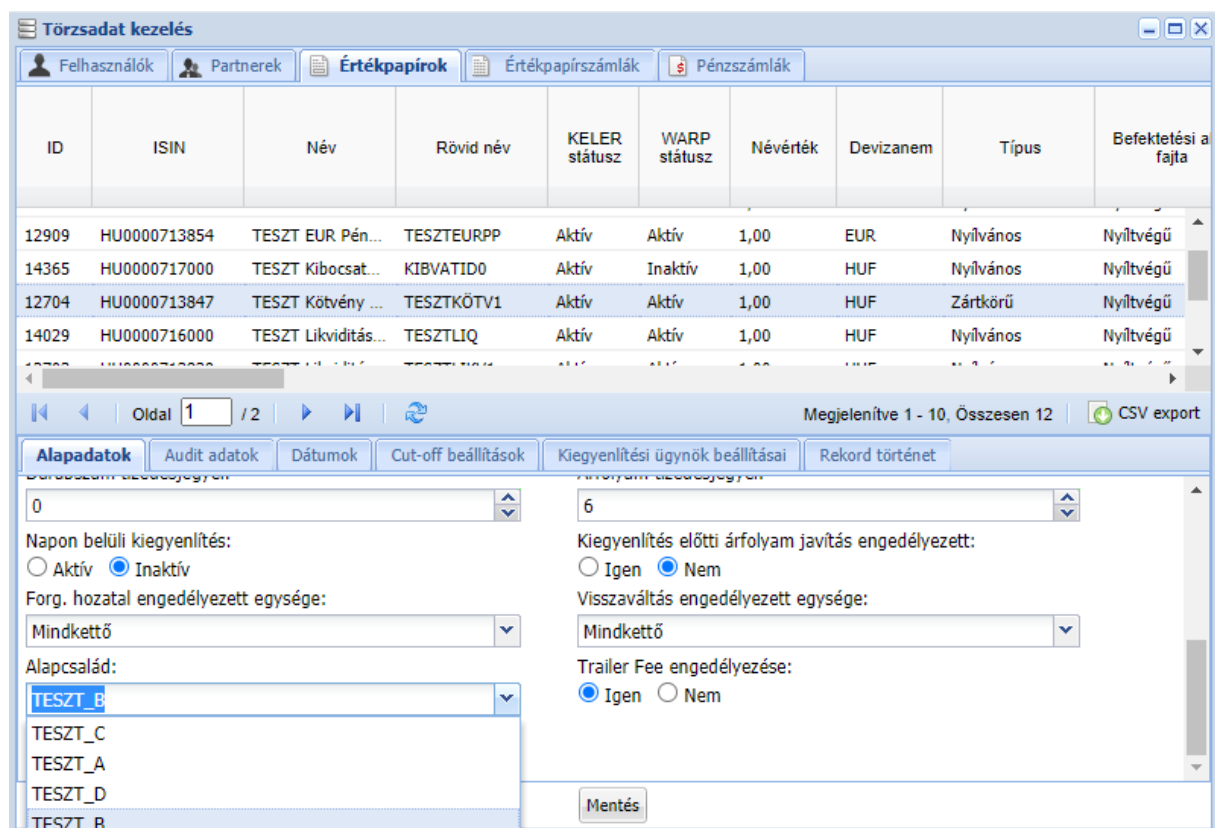 Törzsadat kezelés
Felhasználók Partnerek Értékpapírok Értékpapírszámlák Pénzszámlák
ID ISIN Név Rövid név KELER státusz WARP státusz Névérték Devizanem Típus Befektetési a fajta
12909 HU0000713854 TESZT EUR Pén... TESZTEURPP Aktív Aktív 1,00 EUR Nyílvános Nyíltvégű
14365 HU0000717000 TESZT Kibocsat... KIBVATID0 Aktív Inaktív 1,00 HUF Nyílvános Nyíltvégű
12704 HU0000713847 TESZT Kötvény ... TESZTKÖTV1 Aktív Aktív 1,00 HUF Zártkörű Nyíltvégű
14029 HU0000716000 TESZT Likviditás... TESZTLIQ Aktív Aktív 1,00 HUF Nyílvános Nyíltvégű
Oldal 1 / 2 Megjelenítve 1 - 10, Összesen 12 CSV export
Alapadatok Audit adatok Dátumok Cut-off beállítások Kiegyenlítési ügynök beállításai Rekord történet
0 6
Napon belüli kiegyenlítés: Kiegyenlítés előtti árfolyam javítás engedélyezett:
Aktív Inaktív Igen Nem
Forg. hozatal engedélyezett egysége: Visszaváltás engedélyezett egysége:
Mindkettő Mindkettő
Alapcsalád: Trailer Fee engedélyezése:
TESZT_B Igen Nem
TESZT_C
TESZT_A
TESZT_D
TESZT_B
Mentés